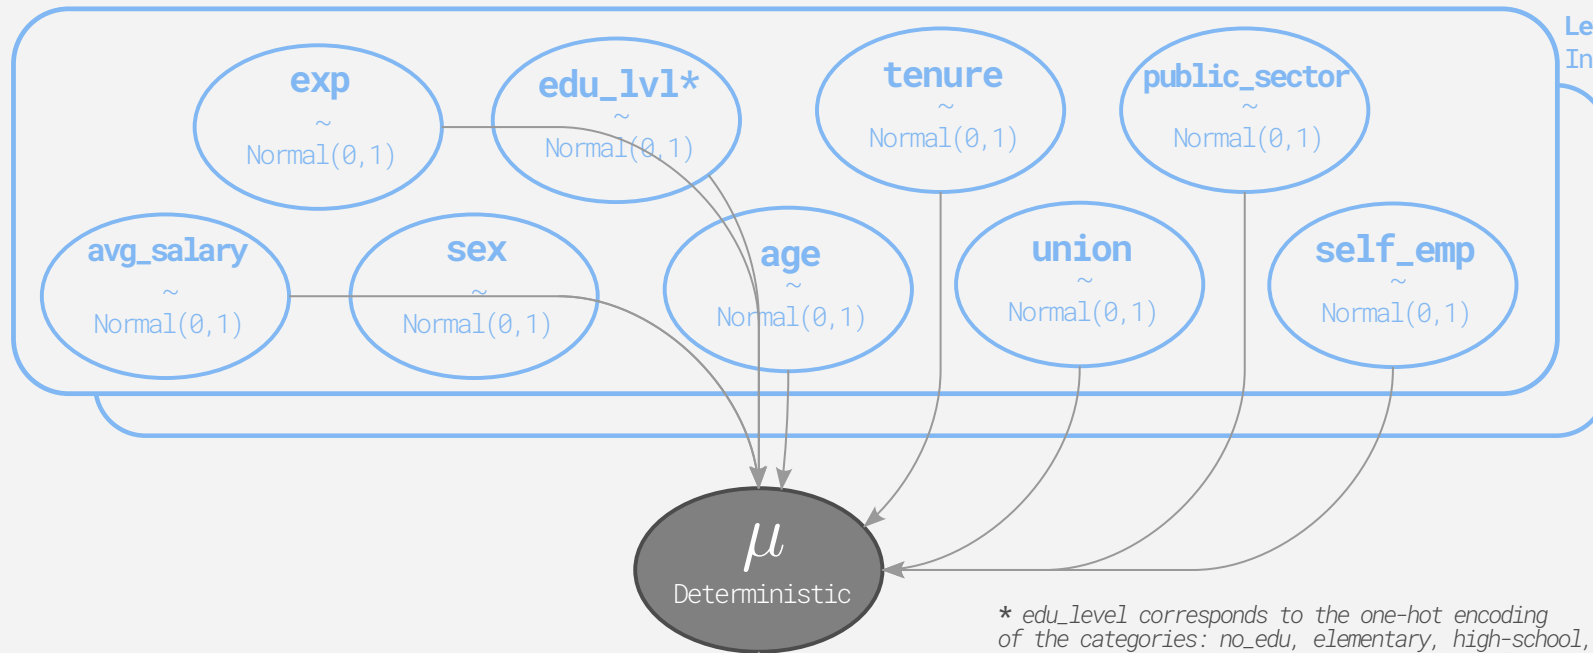 exp
~
Normal(0,1)
edu_lvl*
~
Normal(0,1)
tenure
~
Normal(0,1)
public_sector
~
Normal(0,1)
avg_salary
~
Normal(0,1)
sex
~
Normal(0,1)
age
~
Normal(0,1)
union
~
Normal(0,1)
self_emp
~
Normal(0,1)
Le
In
μ
Deterministic
* edu_level corresponds to the one-hot encoding
of the categories: no_edu, elementary, high-school,